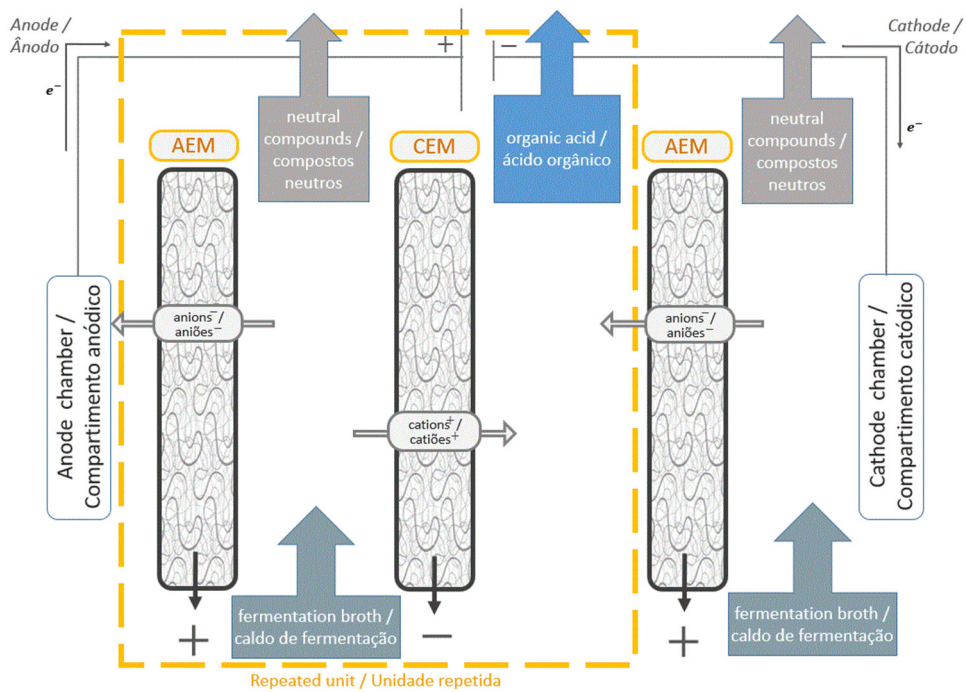 Anode /
Ânodo
e⁻
+
−
Cathode /
Cátodo
e⁻
neutral
compounds /
compostos
neutros
organic acid /
ácido orgânico
neutral
compounds /
compostos
neutros
AEM
CEM
AEM
Anode chamber /
Compartimento anódico
anions⁻/
aniões⁻
anions⁻/
aniões⁻
cations⁺/
catiões⁺
Cathode chamber /
Compartimento catódico
fermentation broth /
caldo de fermentação
fermentation broth /
caldo de fermentação
+
−
+
Repeated unit / Unidade repetida